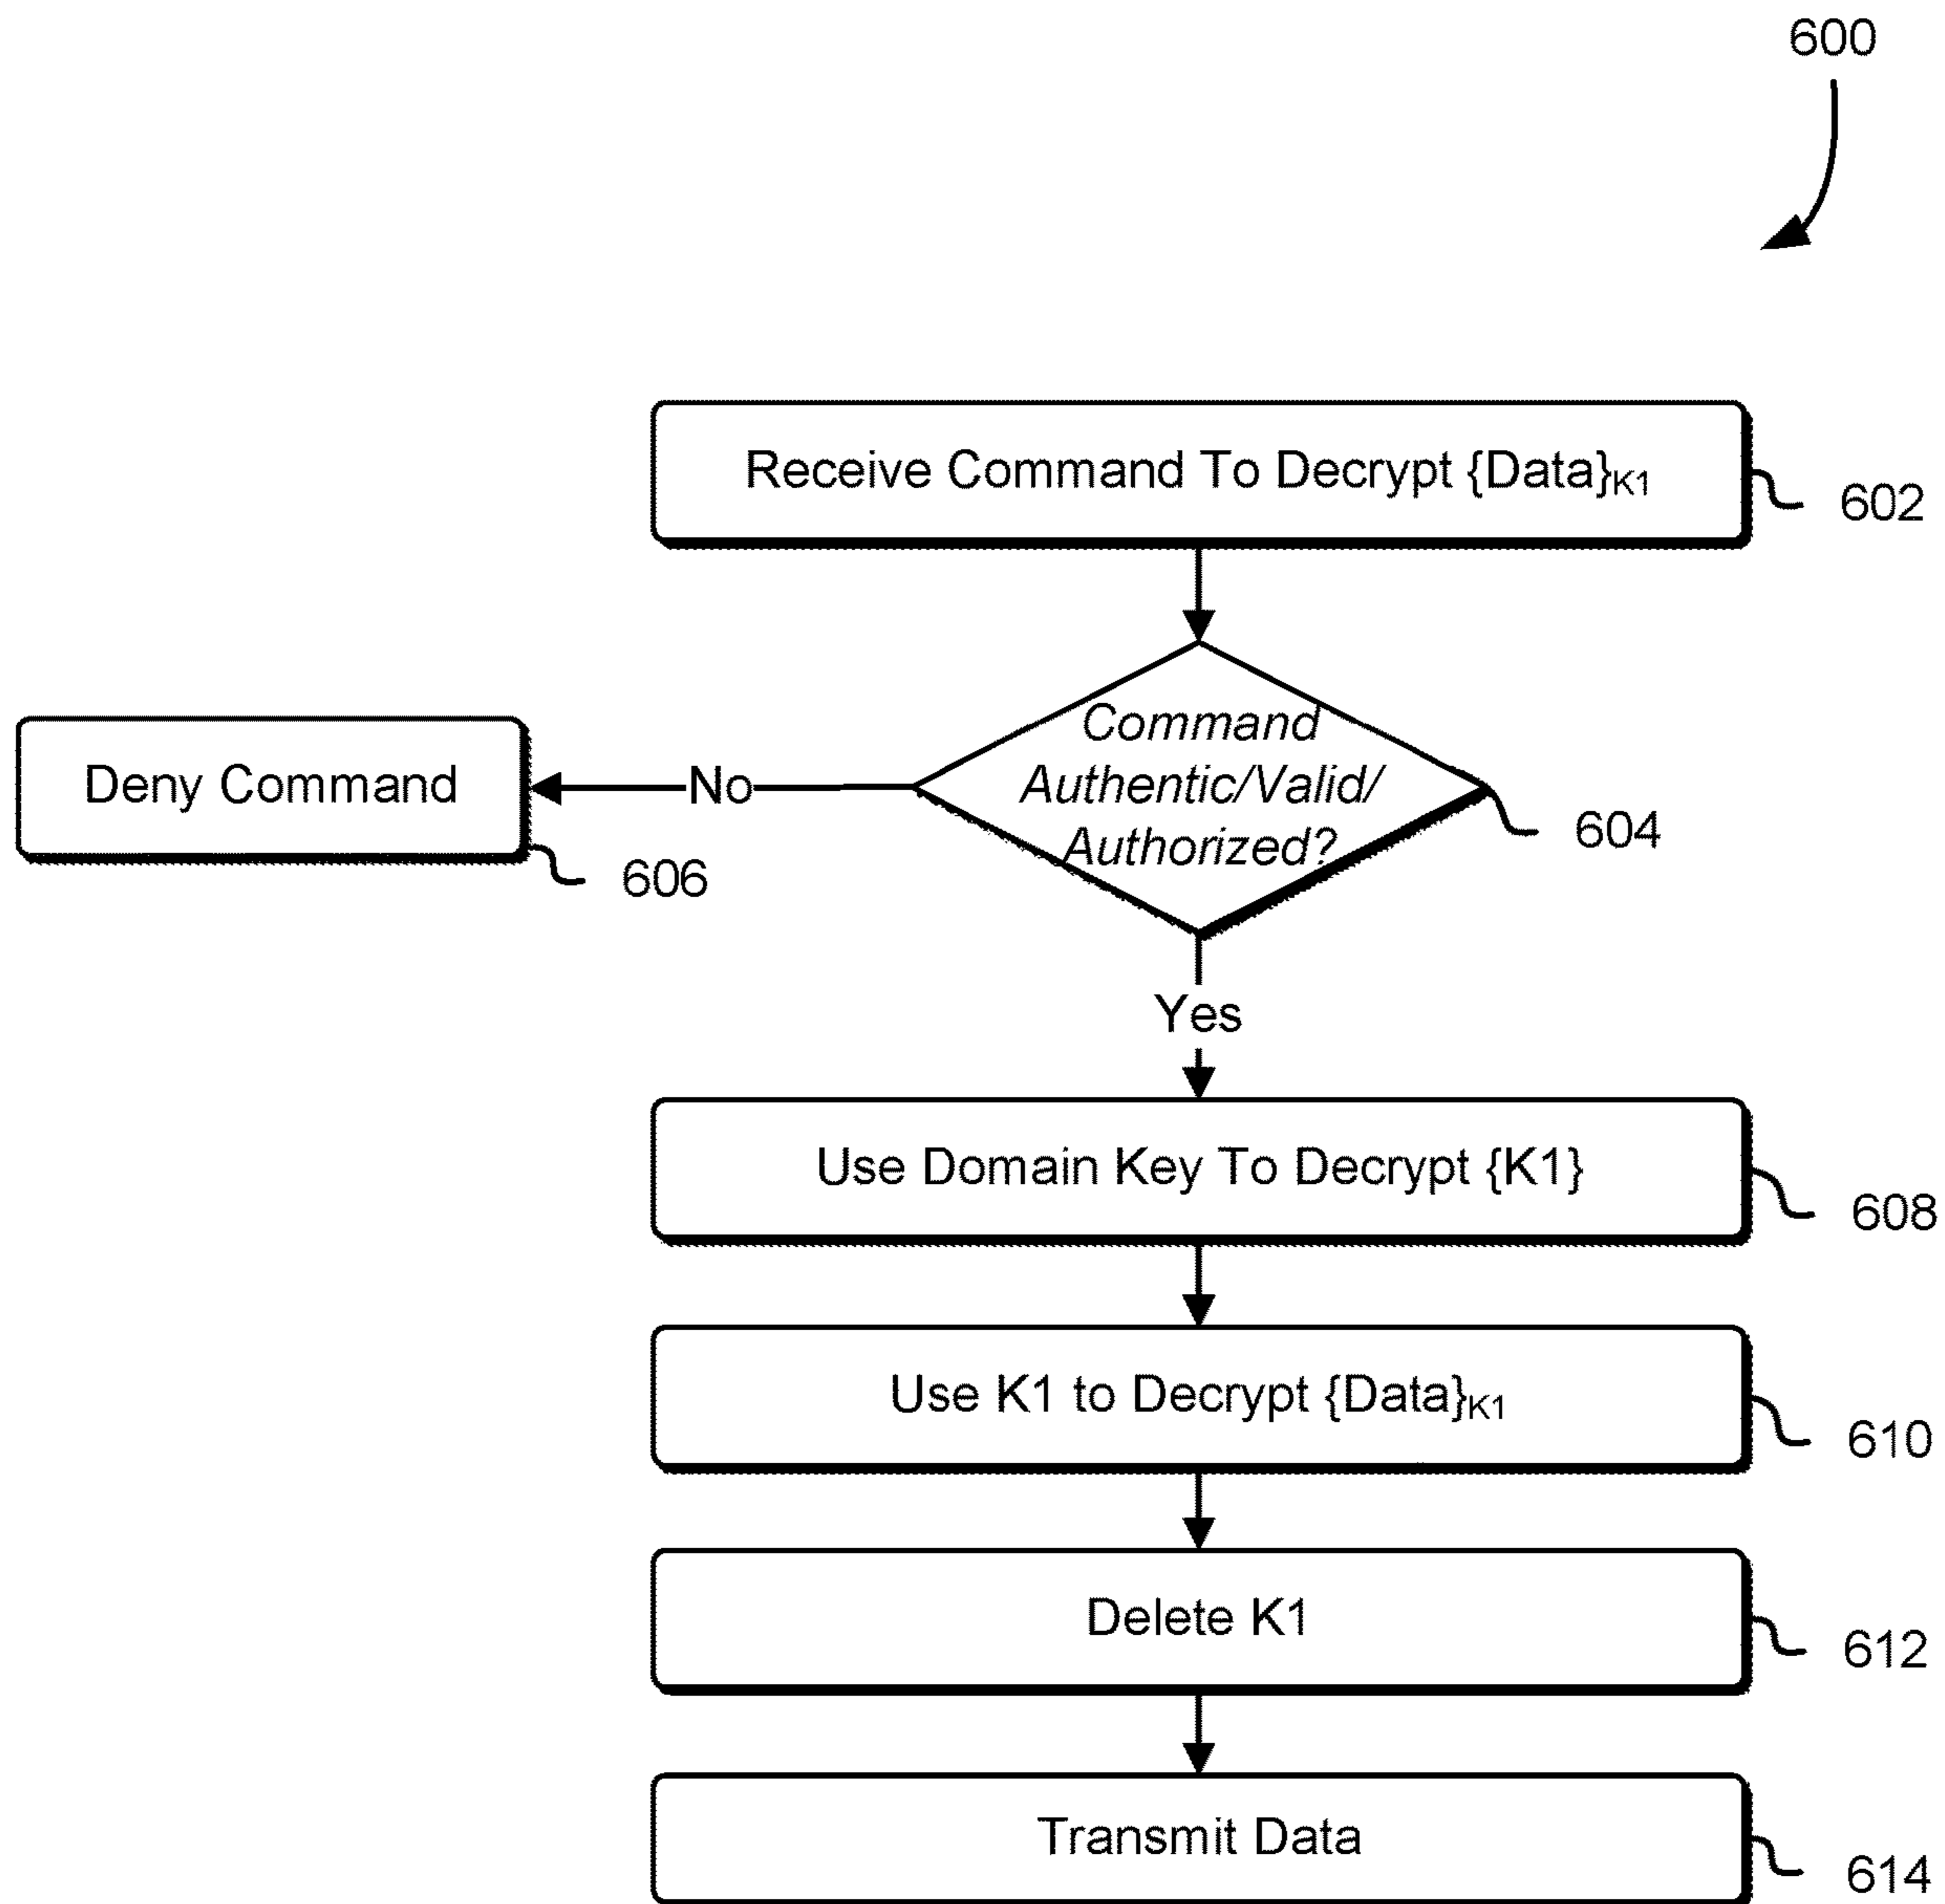 600
Receive Command To Decrypt {Data}K1
602
Command
Authentic/Valid/
Authorized?
604
No
Deny Command
606
Yes
Use Domain Key To Decrypt {K1}
608
Use K1 to Decrypt {Data}K1
610
Delete K1
612
Transmit Data
614